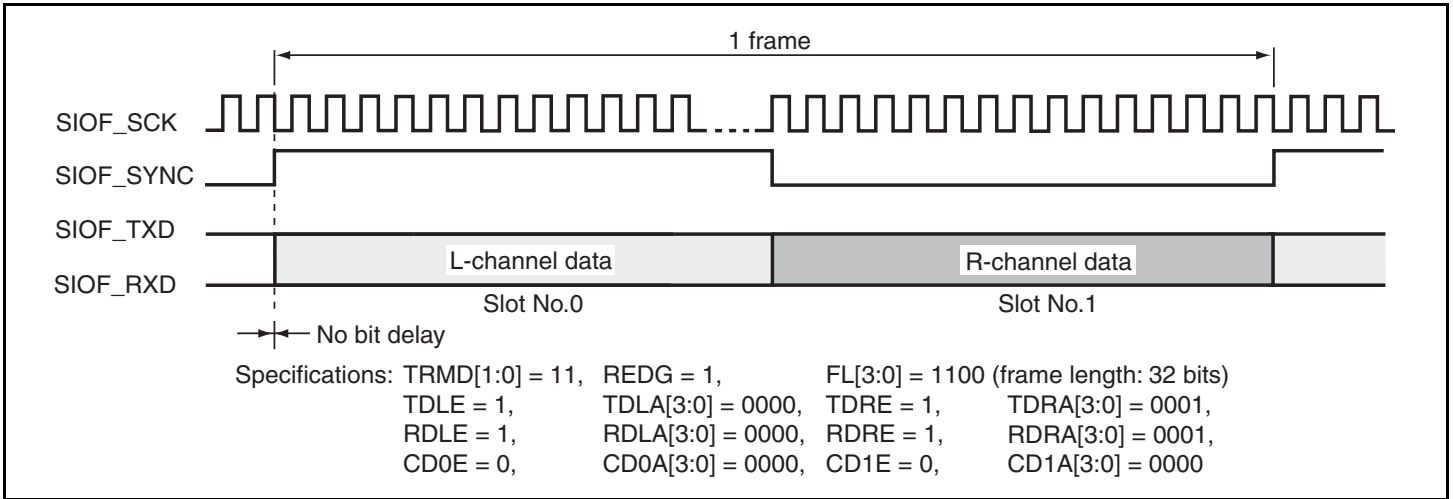 1 frame
SIOF_SCK
SIOF_SYNC
SIOF_TXD
L-channel data
R-channel data
SIOF_RXD
Slot No.0
Slot No.1
No bit delay
Specifications: TRMD[1:0] = 11, REDG = 1, FL[3:0] = 1100 (frame length: 32 bits)
TDLE = 1, TDLA[3:0] = 0000, TDRE = 1, TDRA[3:0] = 0001,
RDLE = 1, RDLA[3:0] = 0000, RDRE = 1, RDRA[3:0] = 0001,
CD0E = 0, CD0A[3:0] = 0000, CD1E = 0, CD1A[3:0] = 0000